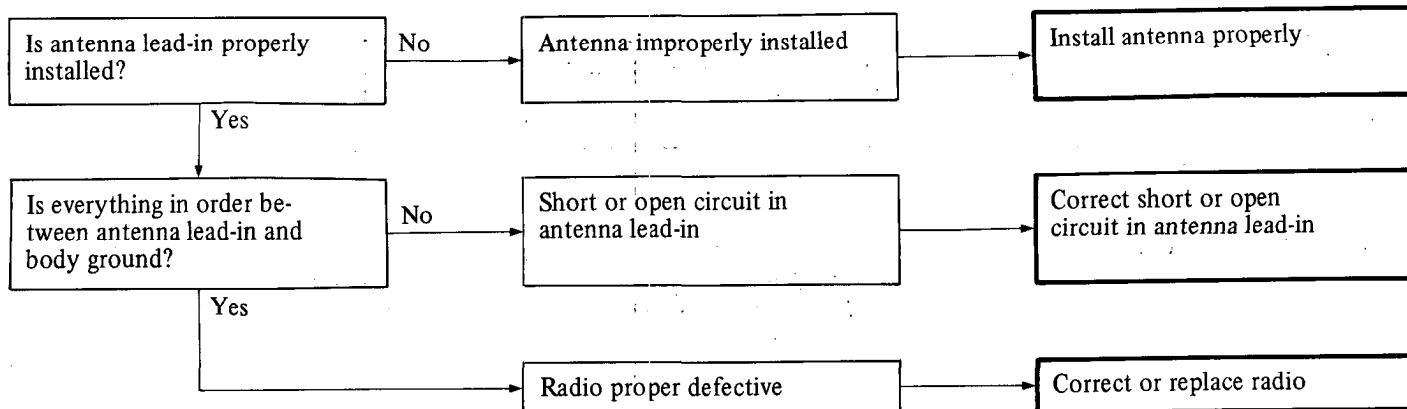 Is antenna lead-in properly
installed?
No
Antenna improperly installed
Install antenna properly
Yes
Is everything in order be-
tween antenna lead-in and
body ground?
No
Short or open circuit in
antenna lead-in
Correct short or open
circuit in antenna lead-in
Yes
Radio proper defective
Correct or replace radio